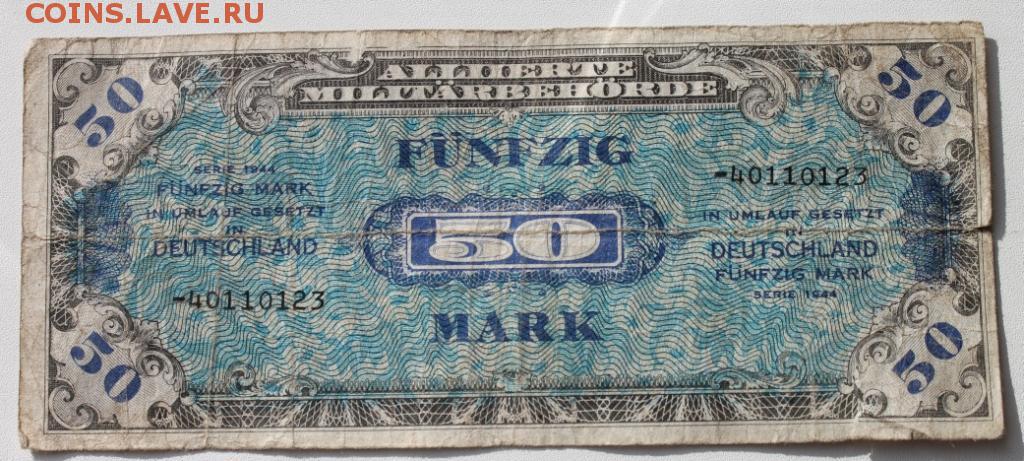 COINS.LAVE.RU
50
ALLIIERTE
MILITÄRBEHÖRDE
50
FÜNFZIG
SERIE 1944
FÜNFZIG MARK
IN UMLAUF GESETZT
IN
DEUTSCHLAND
-40110123
50
-40110123
IN UMLAUF GESETZT
IN
DEUTSCHLAND
FÜNFZIG MARK
SERIE 1944
MARK
50
50